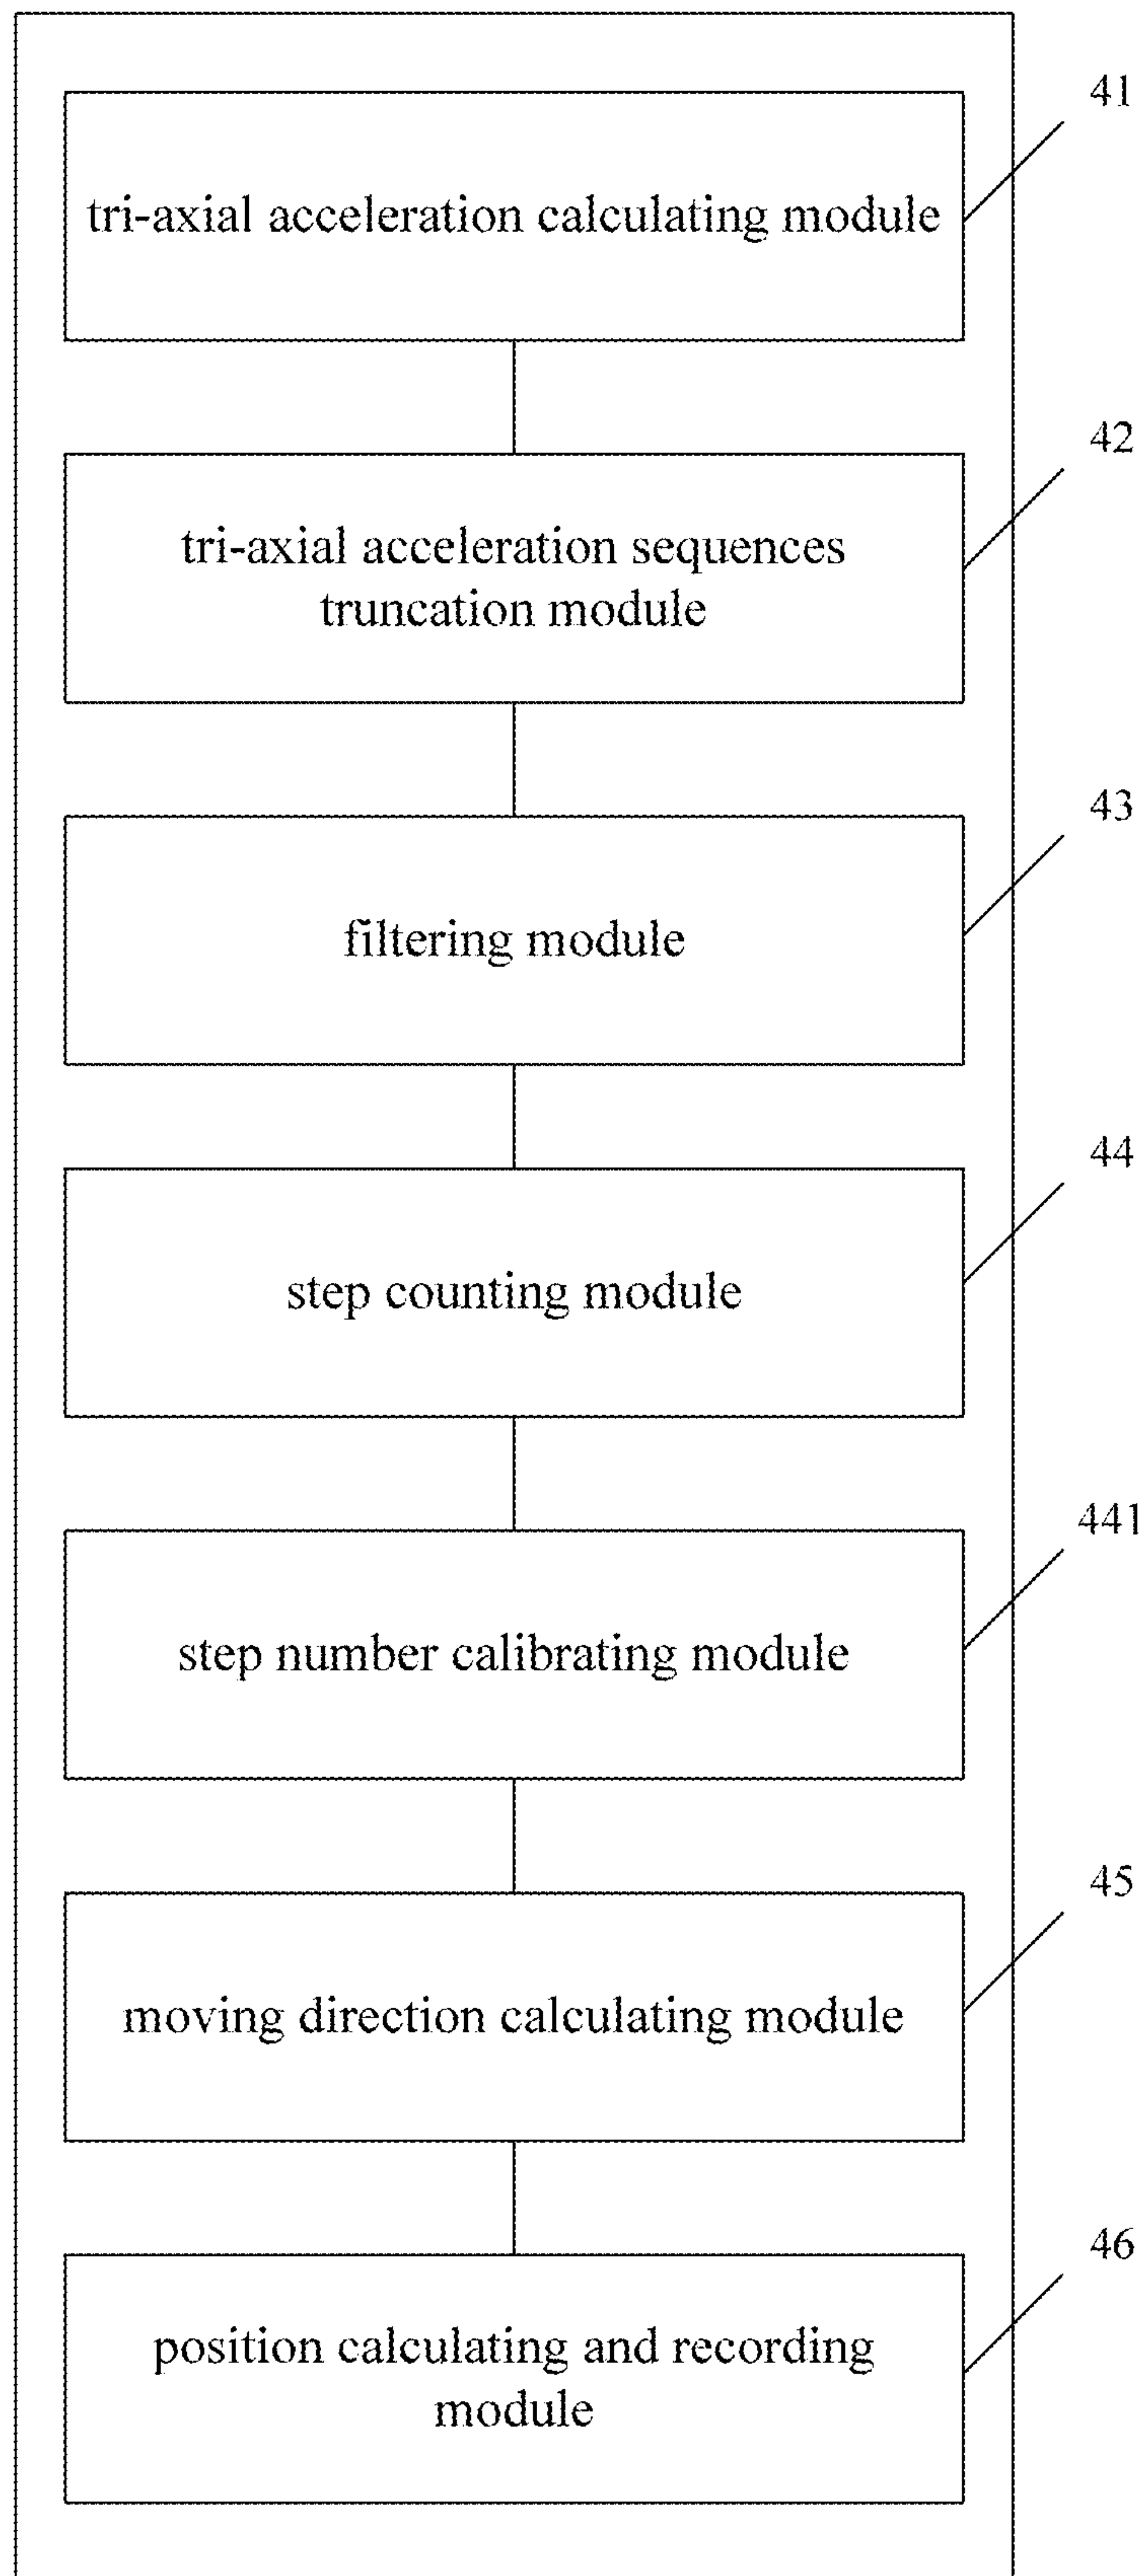 41
tri-axial acceleration calculating module
42
tri-axial acceleration sequences
truncation module
43
filtering module
44
step counting module
441
step number calibrating module
45
moving direction calculating module
46
position calculating and recording
module